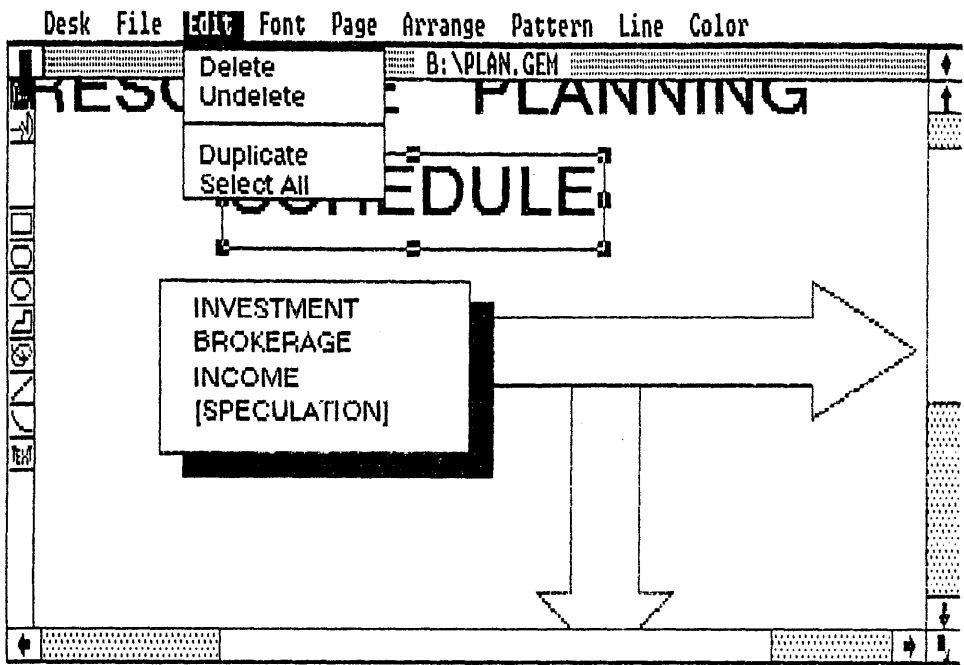 Desk File Edit Font Page Arrange Pattern Line Color
B:\PLAN.GEM
Delete
Undelete
PLANNING
Duplicate
Select All
INVESTMENT
BROKERAGE
INCOME
[SPECULATION]
TEXT